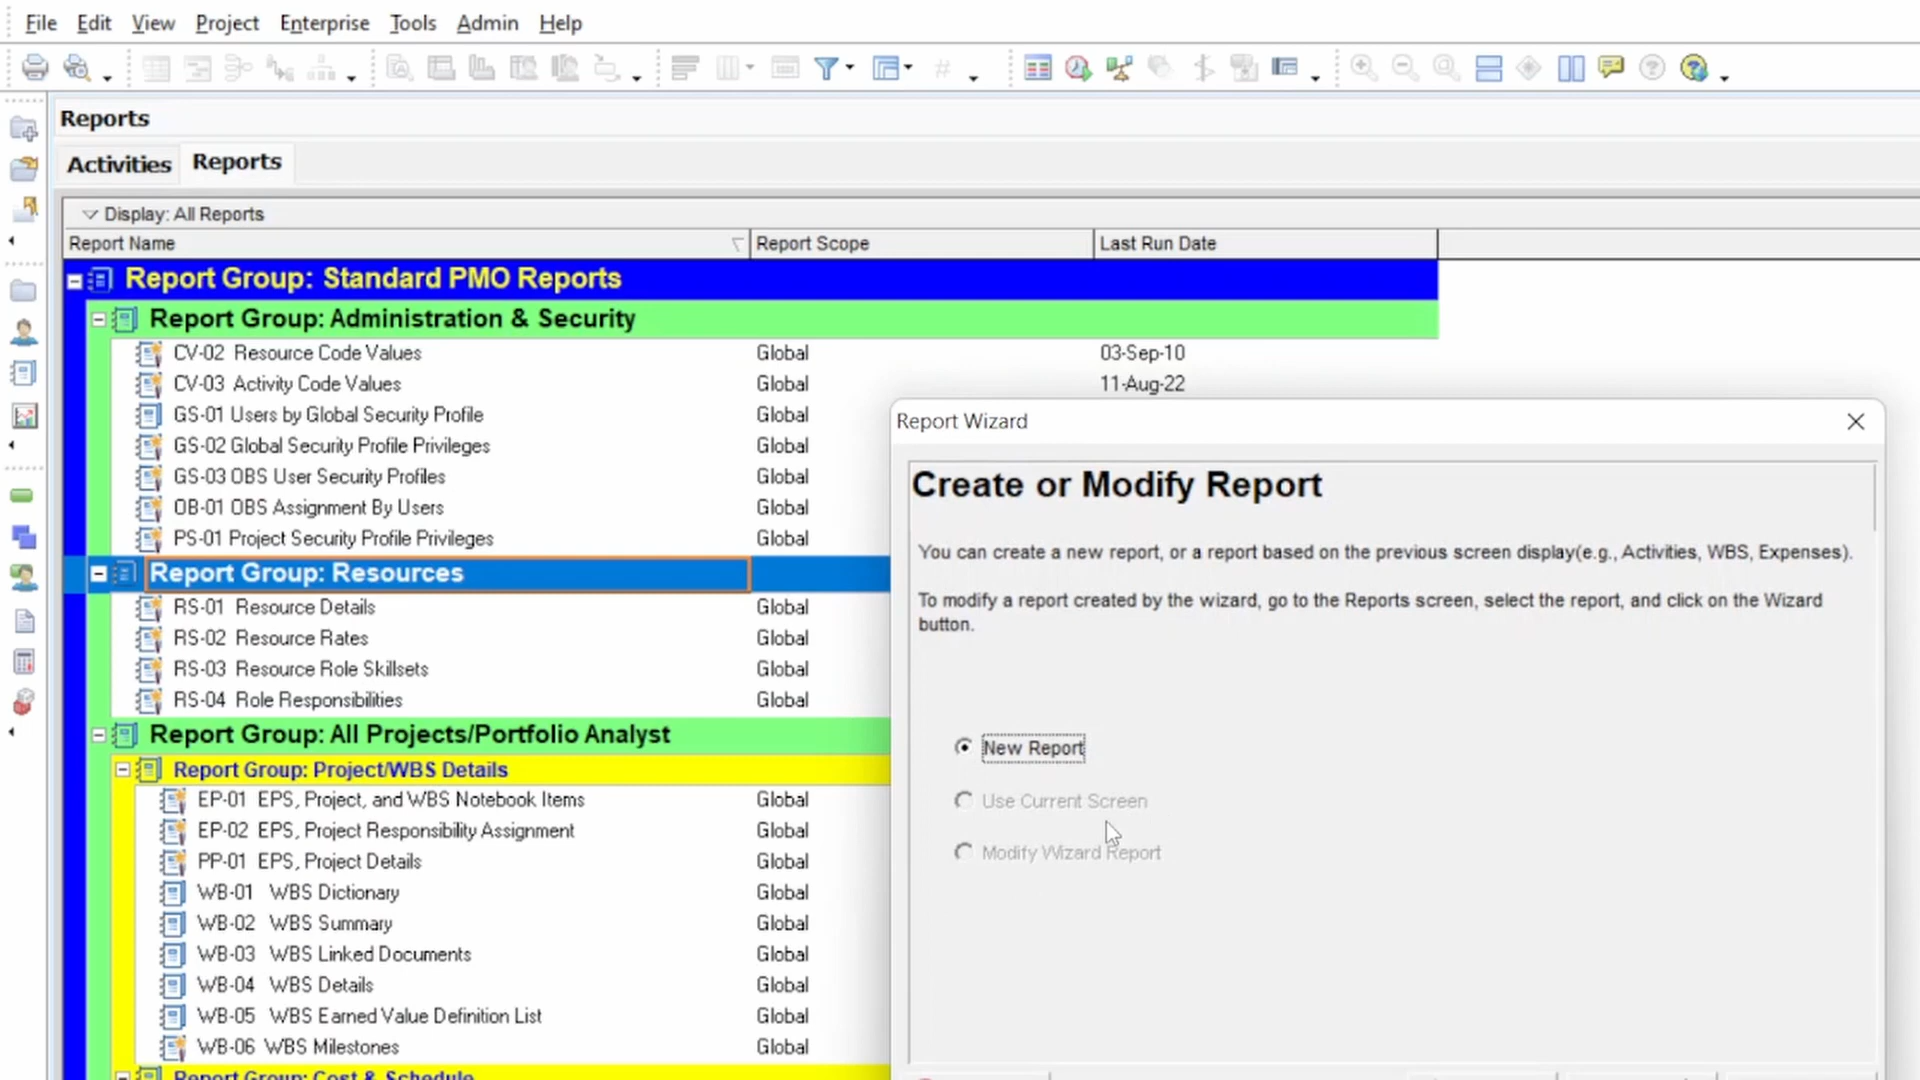 File Edit View Project Enterprise Tools Admin Help
Reports
Activities Reports
Display: All Reports
Report Name Report Scope Last Run Date
Report Group: Standard PMO Reports
Report Group: Administration & Security
CV-02 Resource Code Values Global 03-Sep-10
CV-03 Activity Code Values Global 11-Aug-22
GS-01 Users by Global Security Profile Global
GS-02 Global Security Profile Privileges Global
GS-03 OBS User Security Profiles Global
OB-01 OBS Assignment By Users Global
PS-01 Project Security Profile Privileges Global
Report Group: Resources
RS-01 Resource Details Global
RS-02 Resource Rates Global
RS-03 Resource Role Skillsets Global
RS-04 Role Responsibilities Global
Report Group: All Projects/Portfolio Analyst
Report Group: Project/WBS Details
EP-01 EPS, Project, and WBS Notebook Items Global
EP-02 EPS, Project Responsibility Assignment Global
PP-01 EPS, Project Details Global
WB-01 WBS Dictionary Global
WB-02 WBS Summary Global
WB-03 WBS Linked Documents Global
WB-04 WBS Details Global
WB-05 WBS Earned Value Definition List Global
WB-06 WBS Milestones Global
Report Group: Cost & Schedule
Report Wizard
Create or Modify Report
You can create a new report, or a report based on the previous screen display(e.g., Activities, WBS, Expenses).
To modify a report created by the wizard, go to the Reports screen, select the report, and click on the Wizard
button.
New Report
Use Current Screen
Modify Wizard Report